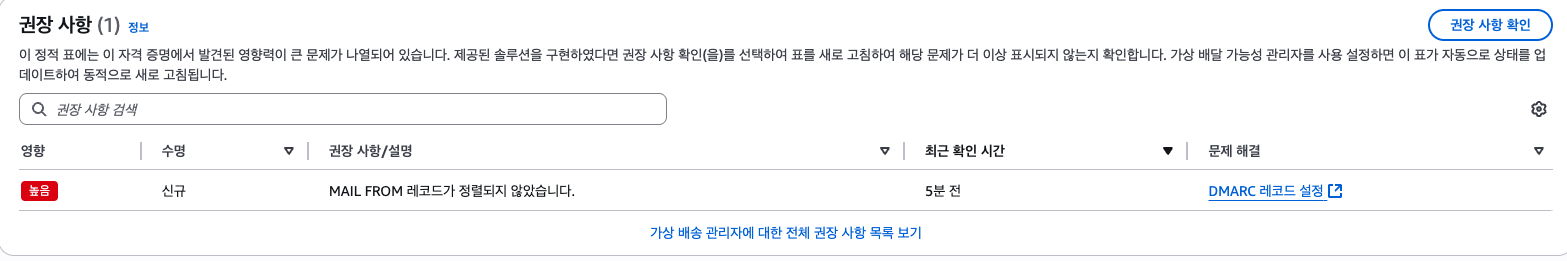 권장 사항 (1) 정보
권장 사항 확인
이 정적 표에는 이 자격 증명에서 발견된 영향력이 큰 문제가 나열되어 있습니다. 제공된 솔루션을 구현하였다면 권장 사항 확인(을)를 선택하여 표를 새로 고침하여 해당 문제가 더 이상 표시되지 않는지 확인합니다. 가상 배달 가능성 관리자를 사용 설정하면 이 표가 자동으로 상태를 업
데이트하여 동적으로 새로 고침됩니다.
권장 사항 검색
영향 수명 권장 사항/설명 최근 확인 시간 문제 해결
높음 신규 MAIL FROM 레코드가 정렬되지 않았습니다. 5분 전 DMARC 레코드 설정
가상 배송 관리자에 대한 전체 권장 사항 목록 보기